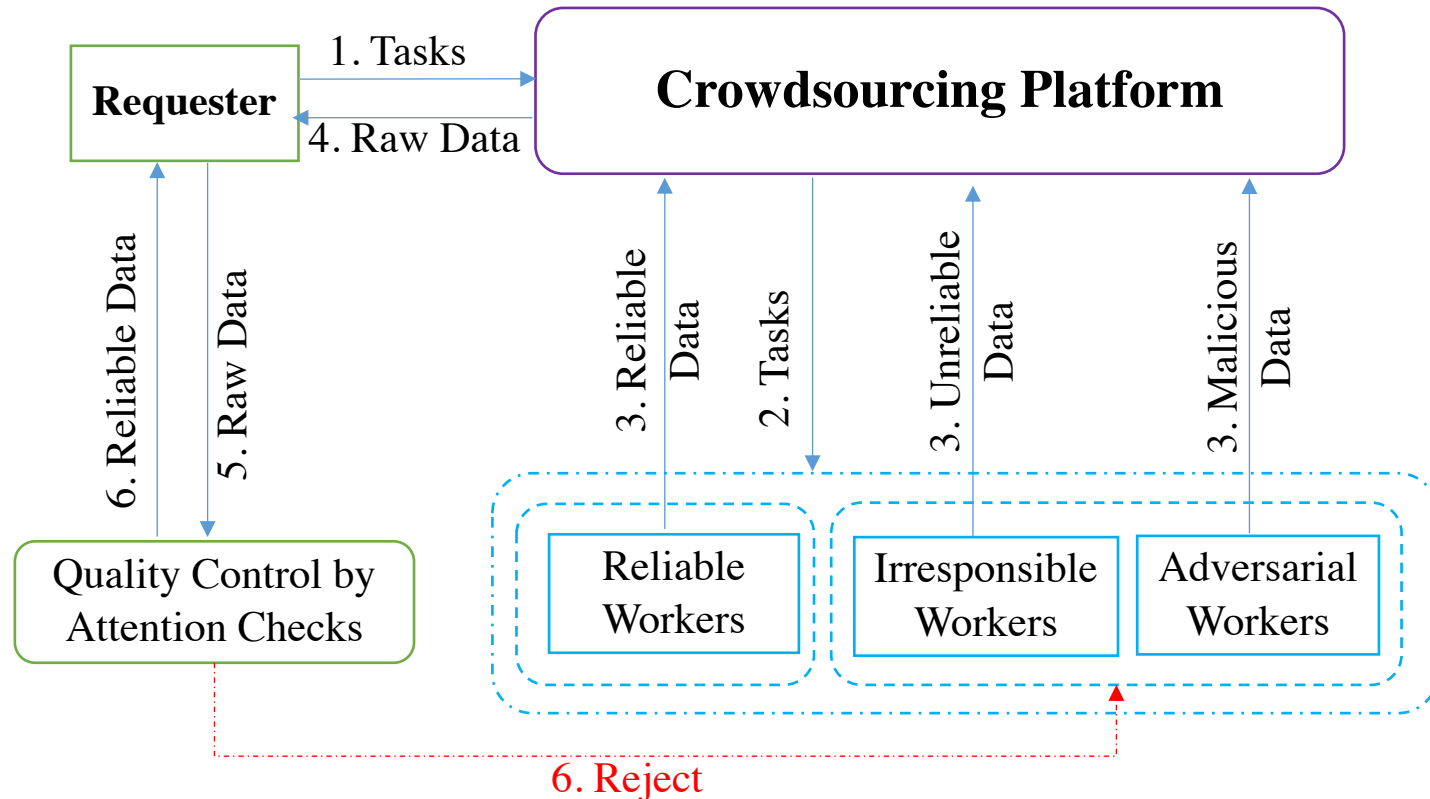 1. Tasks
Requester
Crowdsourcing Platform
4. Raw Data
6. Reliable Data
5. Raw Data
3. Reliable
Data
2. Tasks
3. Unreliable
Data
3. Malicious
Data
Quality Control by
Attention Checks
Reliable
Workers
Irresponsible
Workers
Adversarial
Workers
6. Reject